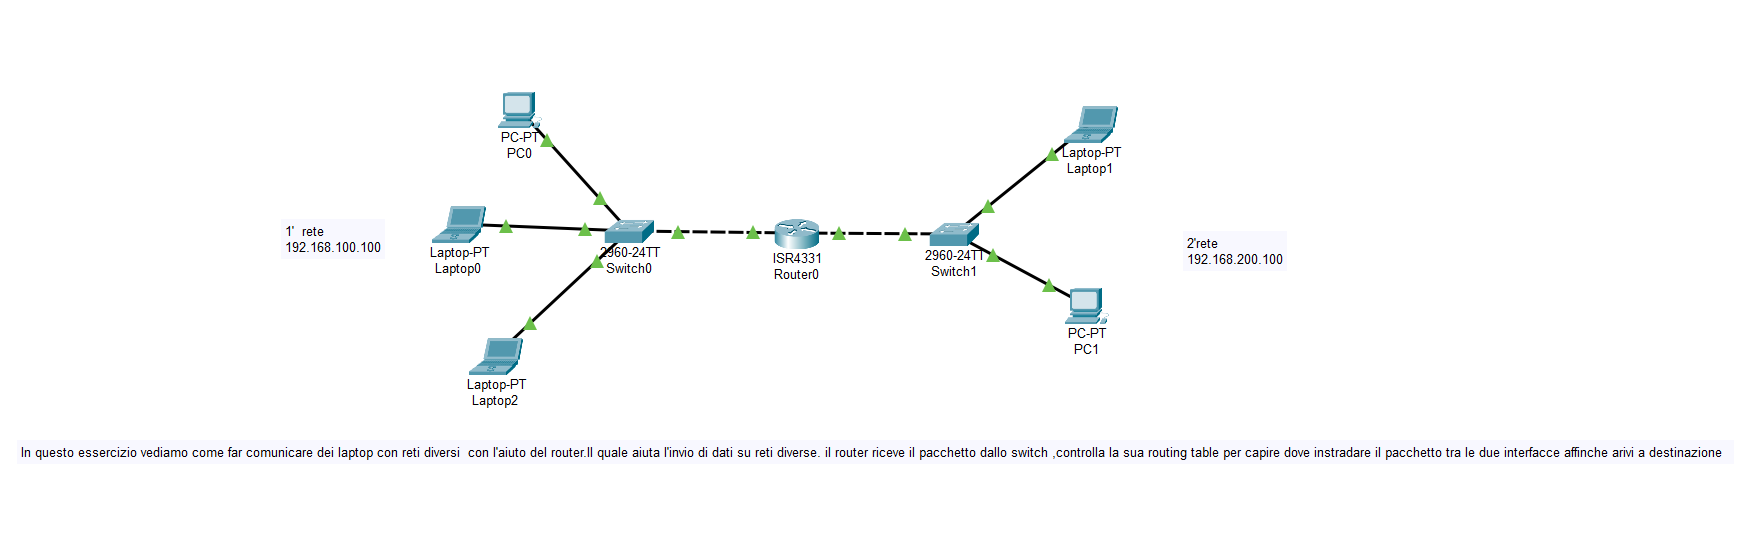 PC-PT
PC0
Laptop-PT
Laptop1
1' rete
192.168.100.100
Laptop-PT
Laptop0
2960-24TT
Switch0
ISR4331
Router0
2960-24TT
Switch1
2'rete
192.168.200.100
PC-PT
PC1
Laptop-PT
Laptop2
In questo essercizio vediamo come far comunicare dei laptop con reti diversi con l'aiuto del router.Il quale aiuta l'invio di dati su reti diverse. il router riceve il pacchetto dallo switch ,controlla la sua routing table per capire dove instradare il pacchetto tra le due interfacce affinche arivi a destinazione